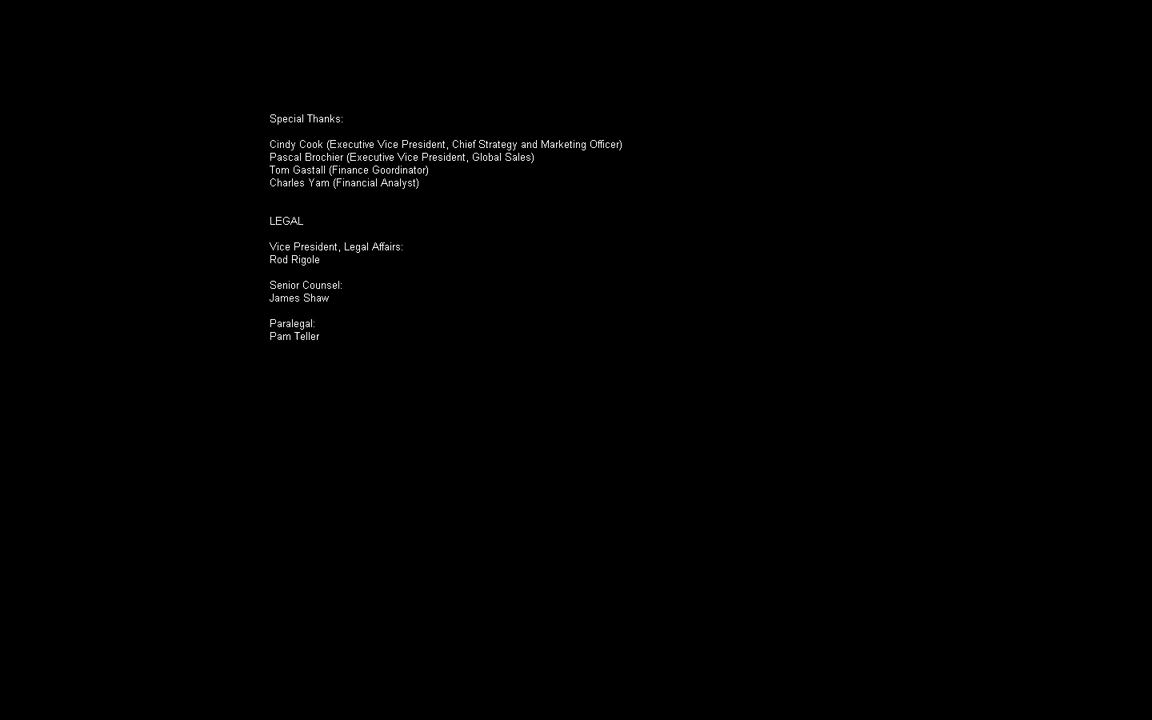 Special Thanks:
Cindy Cook (Executive Vice President, Chief Strategy and Marketing Officer)
Pascal Brochier (Executive Vice President, Global Sales)
Tom Gastall (Finance Goordinator)
Charles Yam (Financial Analyst)
LEGAL
Vice President, Legal Affairs:
Rod Rigole
Senior Counsel:
James Shaw
Paralegal:
Pam Teller